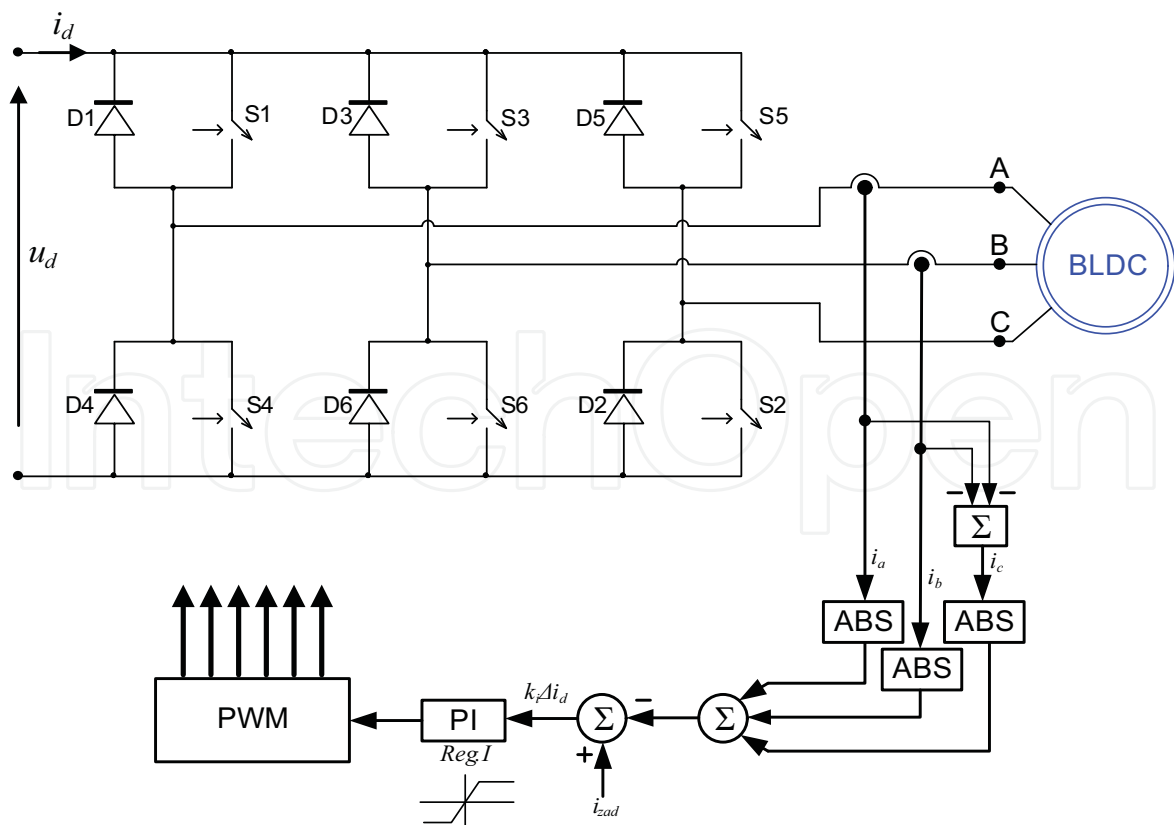 i_d
D1
S1
D3
S3
D5
S5
A
B
BLDC
C
u_d
D4
S4
D6
S6
D2
S2
IntechOpen
− −
Σ
i_a
i_b
i_c
ABS
ABS
ABS
PWM
PI
Reg.I
k_iΔi_d
Σ
−
+
Σ
i_zad